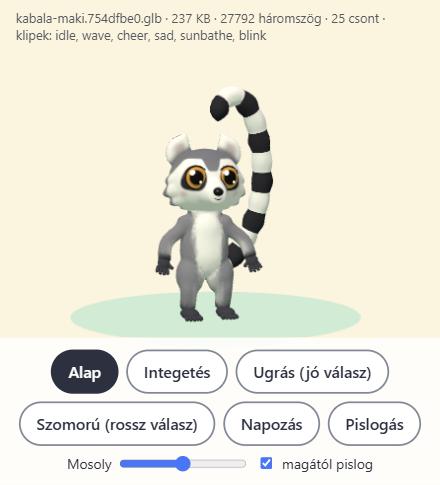 kabala-maki.754dfbe0.glb · 237 KB · 27792 háromszög · 25 csont ·
klipek: idle, wave, cheer, sad, sunbathe, blink
Alap
Integetés
Ugrás (jó válasz)
Szomorú (rossz válasz)
Napozás
Pislogás
Mosoly
magától pislog